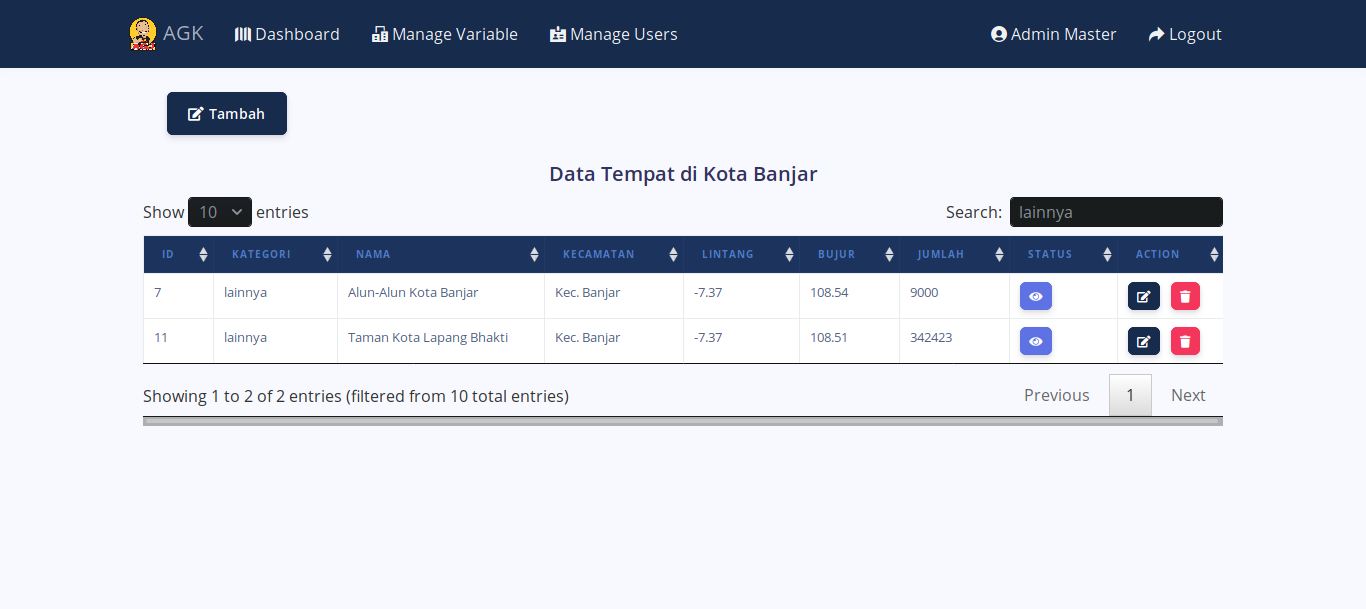 AGK Dashboard Manage Variable Manage Users Admin Master Logout
Tambah
Data Tempat di Kota Banjar
Show 10 entries Search: lainnya
ID KATEGORI NAMA KECAMATAN LINTANG BUJUR JUMLAH STATUS ACTION
7 lainnya Alun-Alun Kota Banjar Kec. Banjar -7.37 108.54 9000
11 lainnya Taman Kota Lapang Bhakti Kec. Banjar -7.37 108.51 342423
Showing 1 to 2 of 2 entries (filtered from 10 total entries) Previous 1 Next